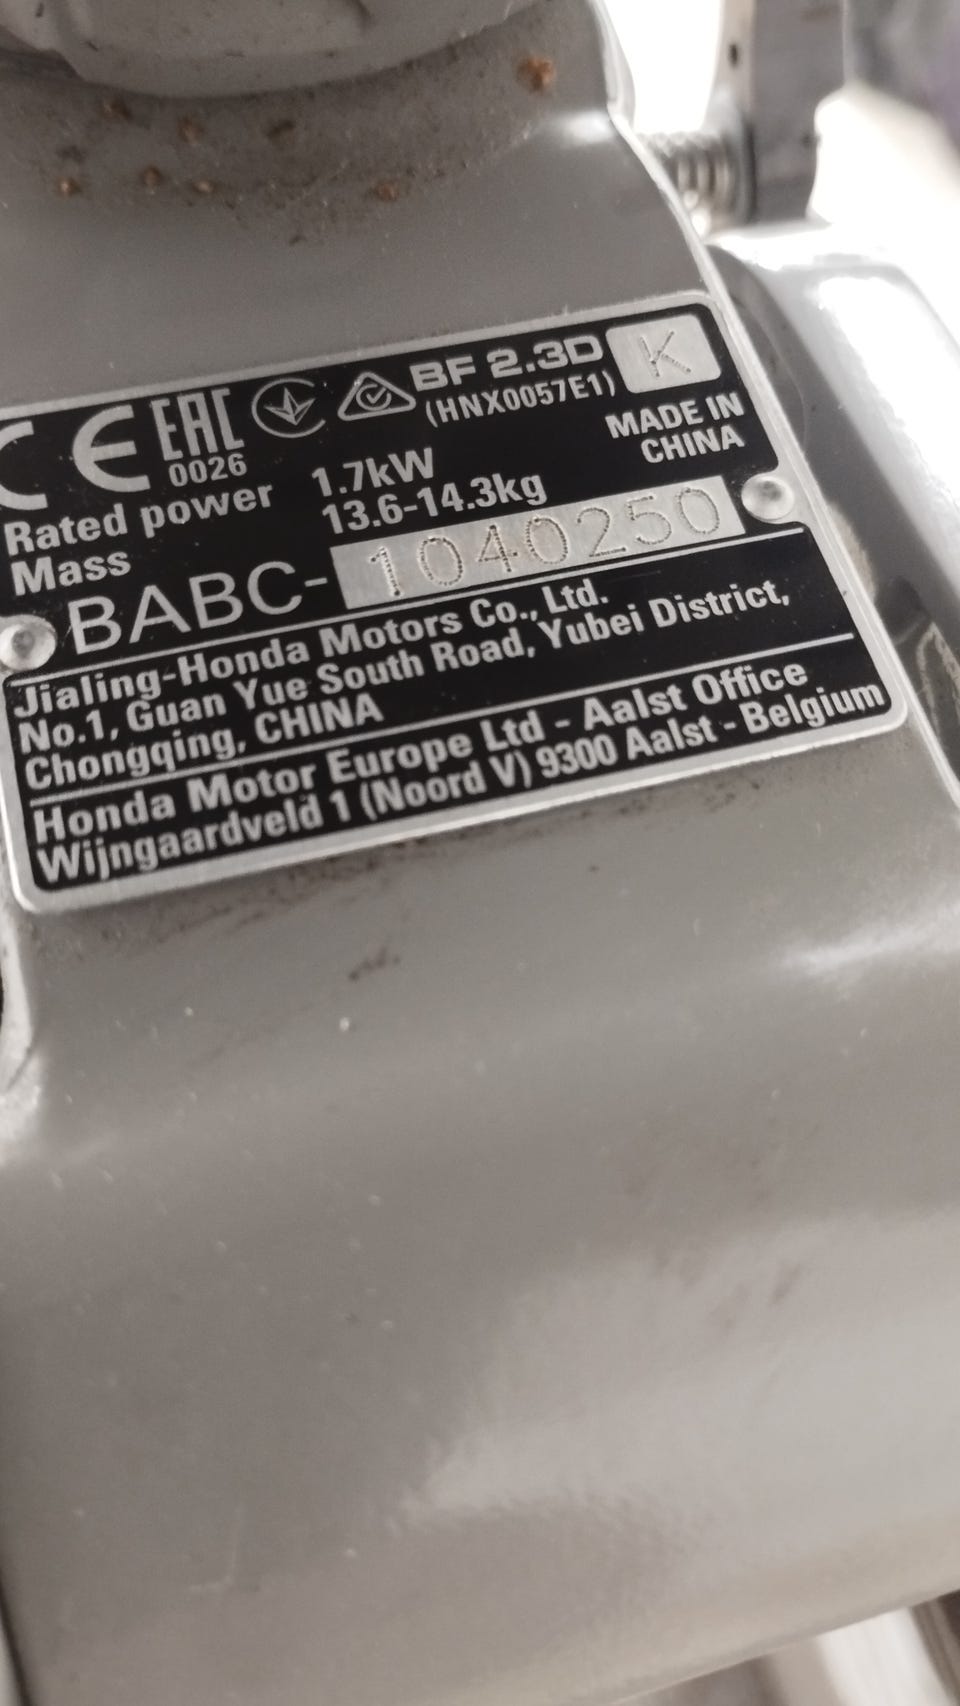 CE EAC BF 2.3D K
0026 (HNX0057E1)
MADE IN
CHINA
Rated power 1.7kW
Mass 13.6-14.3kg
BABC-1040250
Jialing-Honda Motors Co., Ltd.
No.1, Guan Yue South Road, Yubei District,
Chongqing, CHINA
Honda Motor Europe Ltd - Aalst Office
Wijngaardveld 1 (Noord V) 9300 Aalst - Belgium